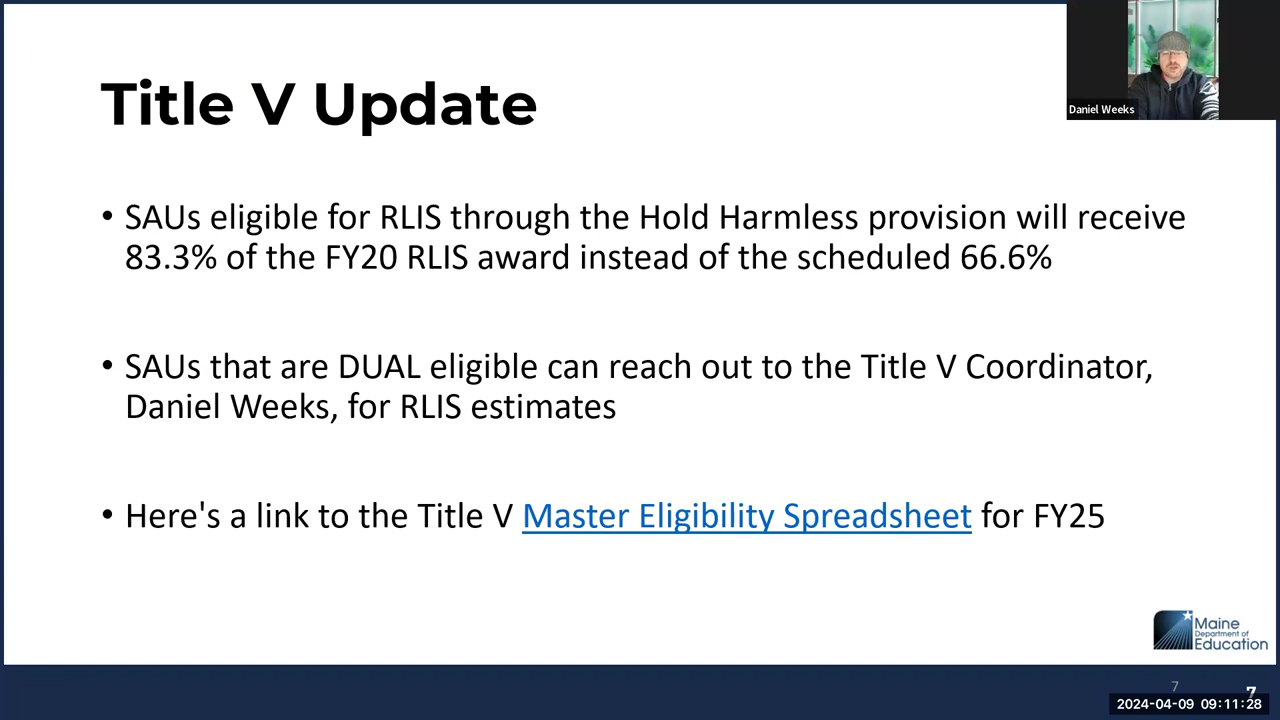 Title V Update
Daniel Weeks
• SAUs eligible for RLIS through the Hold Harmless provision will receive
83.3% of the FY20 RLIS award instead of the scheduled 66.6%
• SAUs that are DUAL eligible can reach out to the Title V Coordinator,
Daniel Weeks, for RLIS estimates
• Here's a link to the Title V Master Eligibility Spreadsheet for FY25
Maine
Department of
Education
7
7
2024-04-09 09:11:28